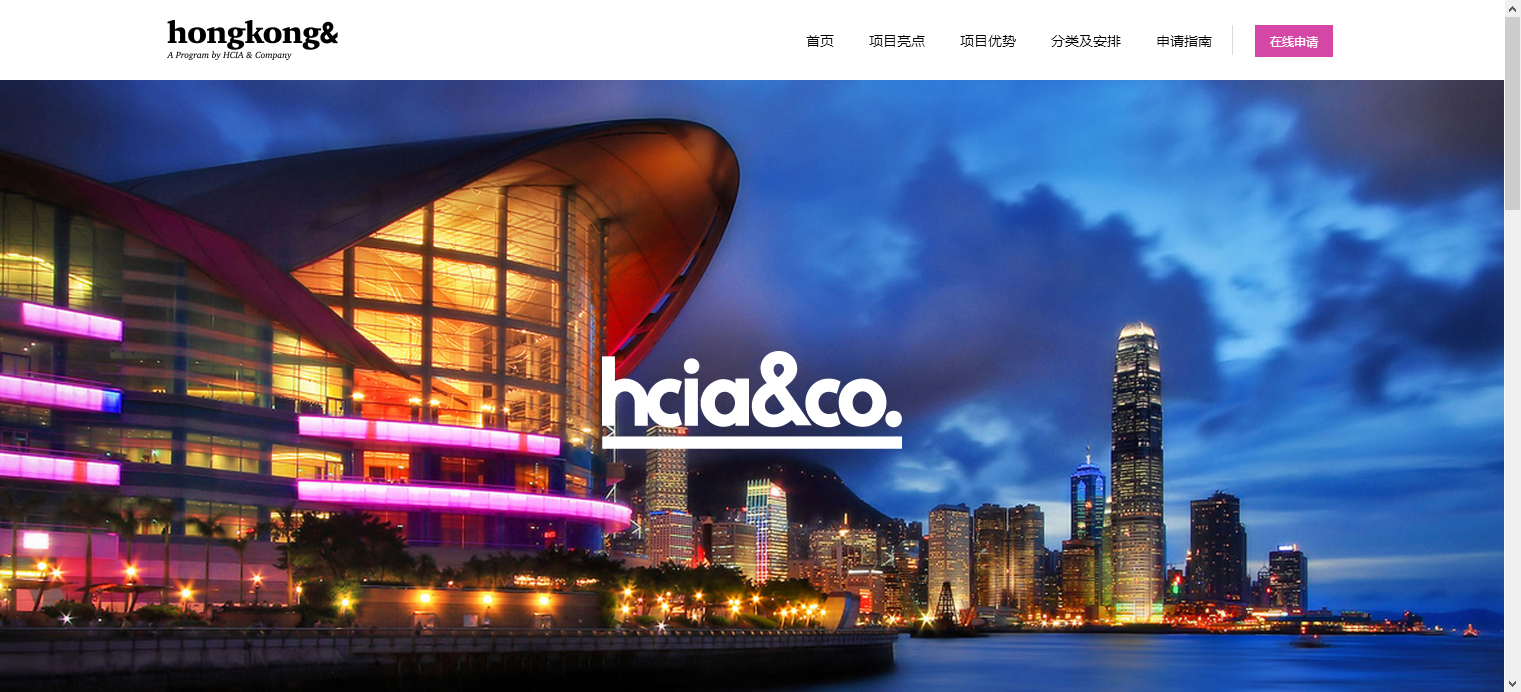 hongkong&
A Program by HCIA & Company
首页
项目亮点
项目优势
分类及安排
申请指南
在线申请
hcia&co.